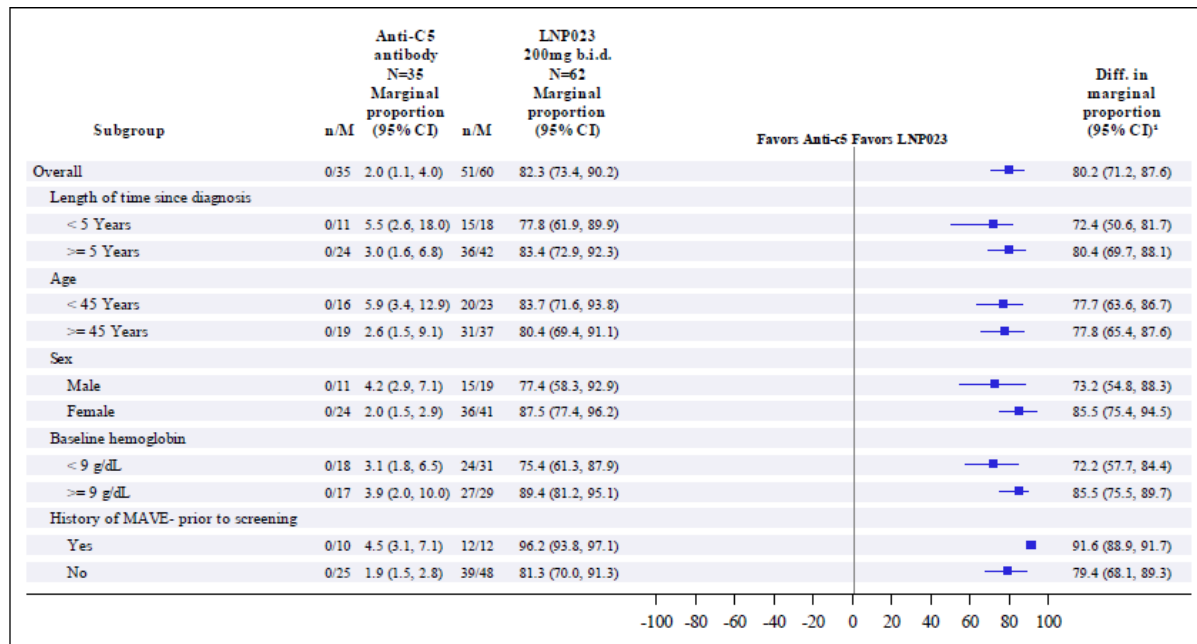 Anti-C5 antibody N=35 Marginal proportion (95% CI)
LNP023 200mg b.i.d. N=62 Marginal proportion (95% CI)
Diff. in marginal proportion (95% CI)ᵃ
Subgroup n/M n/M
Favors Anti-c5 Favors LNP023
Overall 0/35 2.0 (1.1, 4.0) 51/60 82.3 (73.4, 90.2) 80.2 (71.2, 87.6)
Length of time since diagnosis
< 5 Years 0/11 5.5 (2.6, 18.0) 15/18 77.8 (61.9, 89.9) 72.4 (50.6, 81.7)
>= 5 Years 0/24 3.0 (1.6, 6.8) 36/42 83.4 (72.9, 92.3) 80.4 (69.7, 88.1)
Age
< 45 Years 0/16 5.9 (3.4, 12.9) 20/23 83.7 (71.6, 93.8) 77.7 (63.6, 86.7)
>= 45 Years 0/19 2.6 (1.5, 9.1) 31/37 80.4 (69.4, 91.1) 77.8 (65.4, 87.6)
Sex
Male 0/11 4.2 (2.9, 7.1) 15/19 77.4 (58.3, 92.9) 73.2 (54.8, 88.3)
Female 0/24 2.0 (1.5, 2.9) 36/41 87.5 (77.4, 96.2) 85.5 (75.4, 94.5)
Baseline hemoglobin
< 9 g/dL 0/18 3.1 (1.8, 6.5) 24/31 75.4 (61.3, 87.9) 72.2 (57.7, 84.4)
>= 9 g/dL 0/17 3.9 (2.0, 10.0) 27/29 89.4 (81.2, 95.1) 85.5 (75.5, 89.7)
History of MAVE- prior to screening
Yes 0/10 4.5 (3.1, 7.1) 12/12 96.2 (93.8, 97.1) 91.6 (88.9, 91.7)
No 0/25 1.9 (1.5, 2.8) 39/48 81.3 (70.0, 91.3) 79.4 (68.1, 89.3)
-100 -80 -60 -40 -20 0 20 40 60 80 100